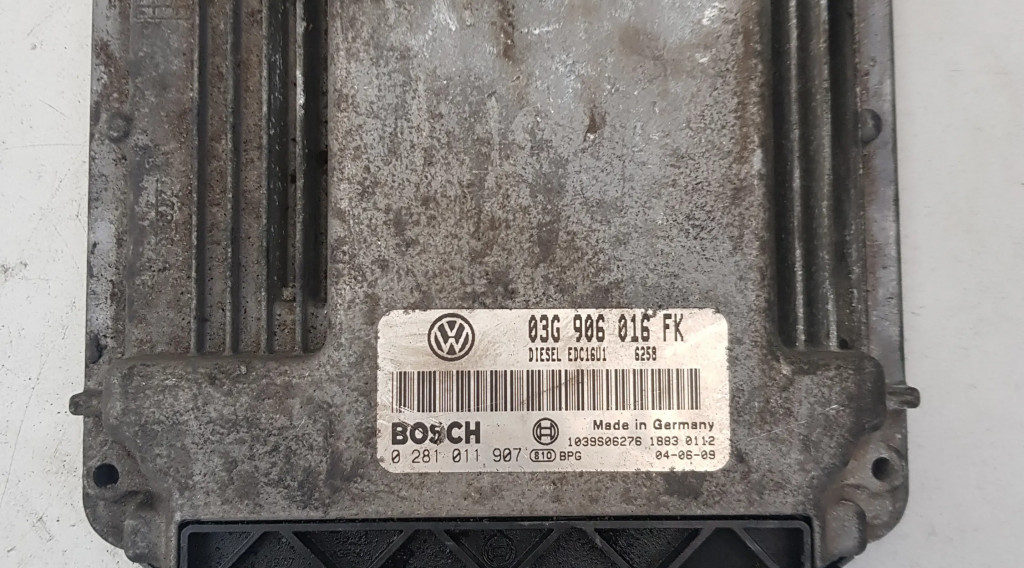 03G 906 016 FK
DIESEL EDC16U1 6258
BOSCH
Made in Germany
1039S06276 1883 0112
0 281 011 907 810 BPG 04-06-09